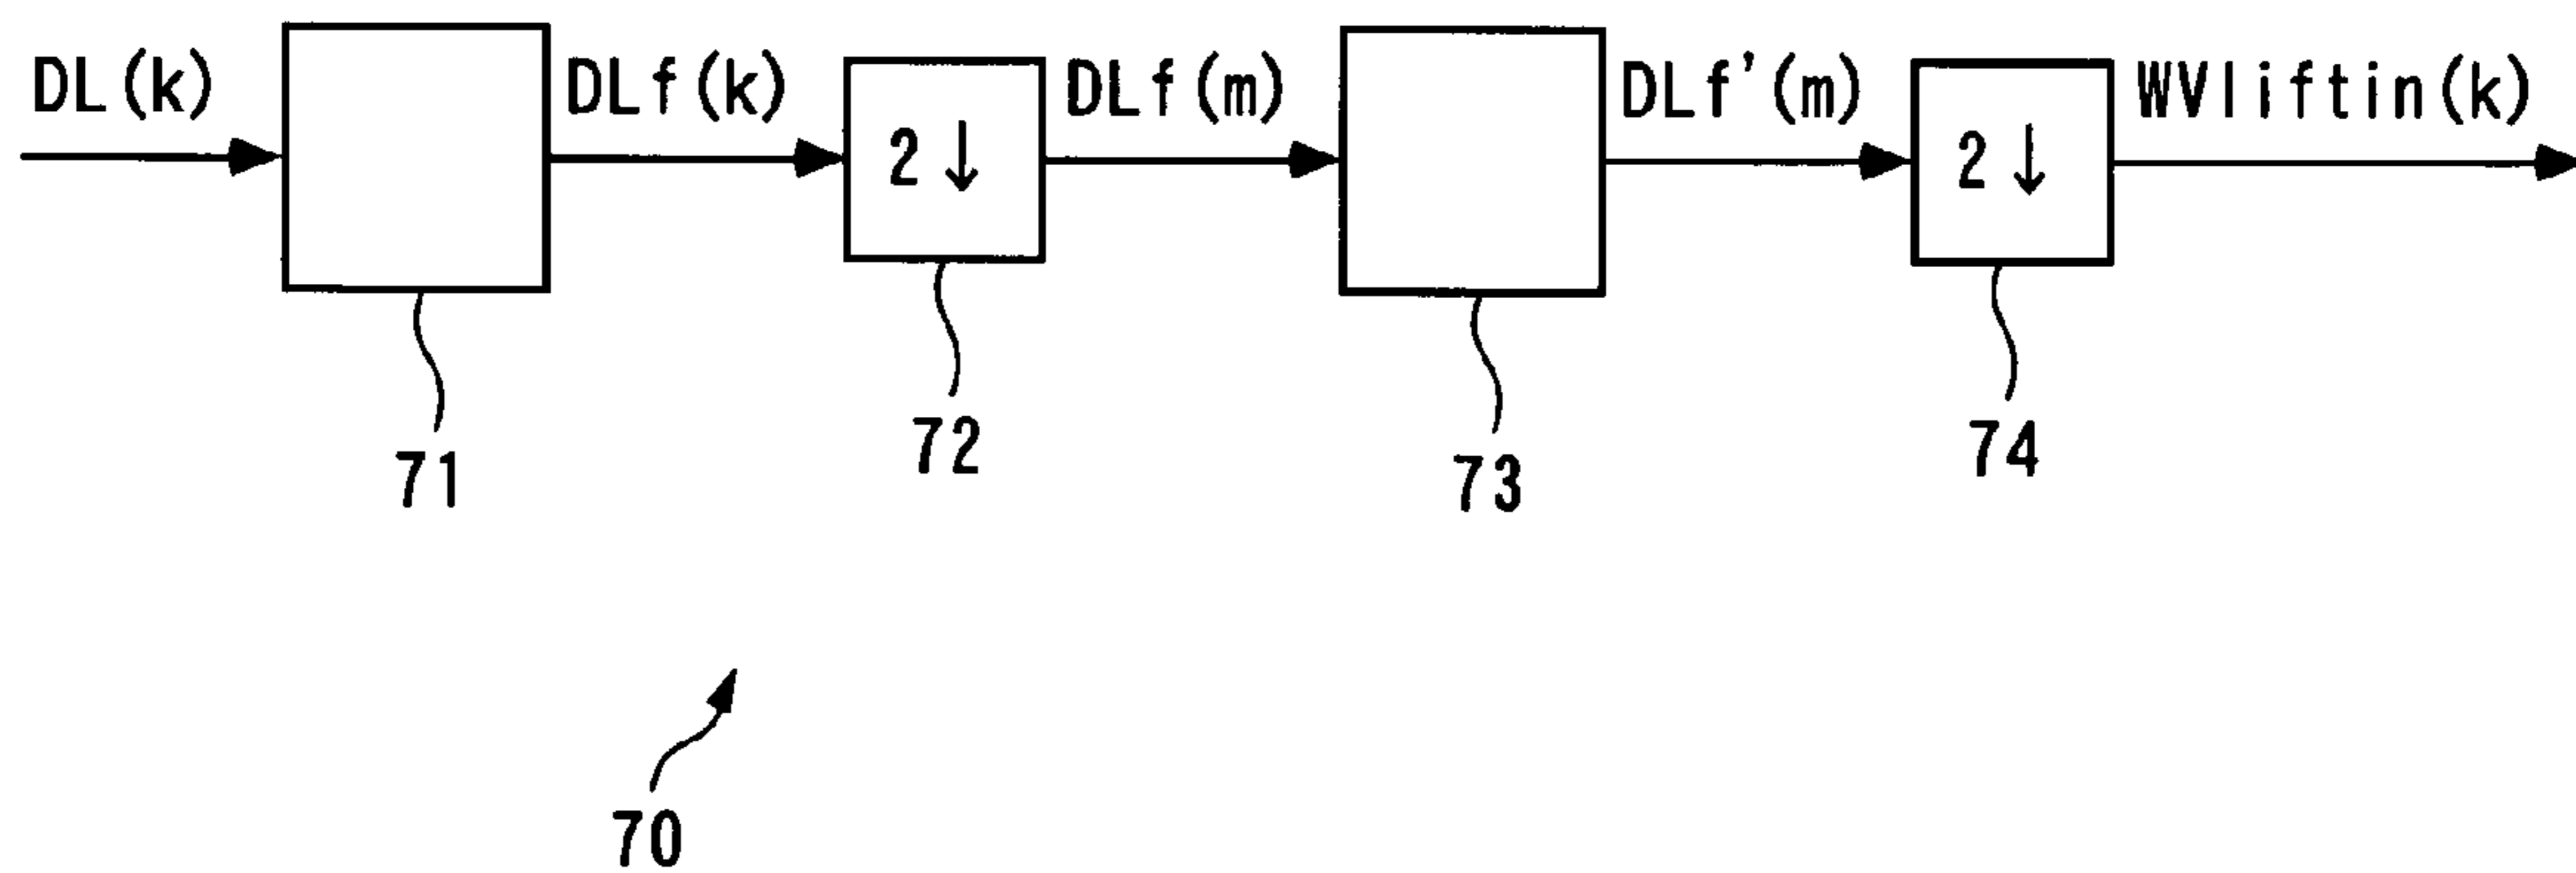 DL(k)
DLf(k)
2↓
DLf(m)
DLf'(m)
2↓
WVliftin(k)
71
72
73
74
70